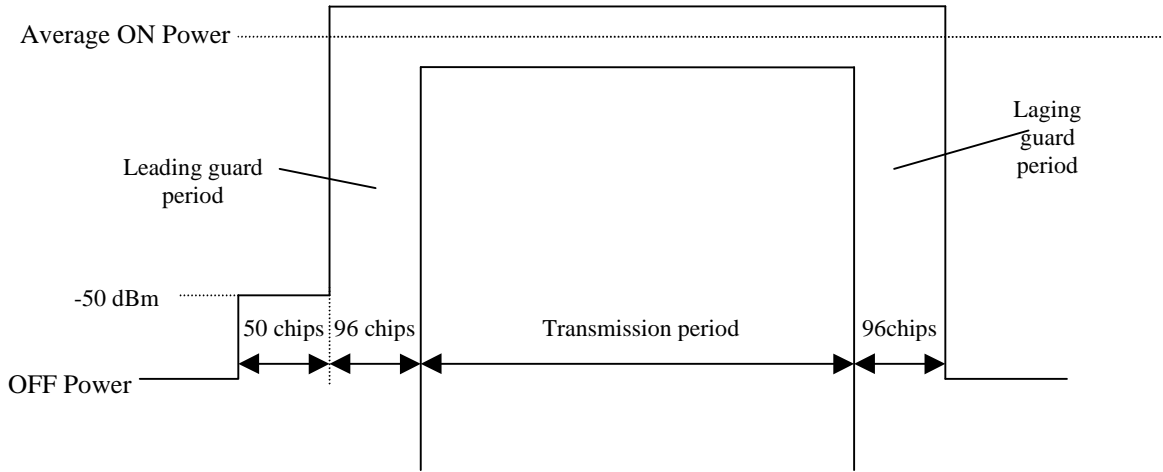 Average ON Power
Laging
guard
period
Leading guard
period
-50 dBm
50 chips
96 chips
Transmission period
96chips
OFF Power